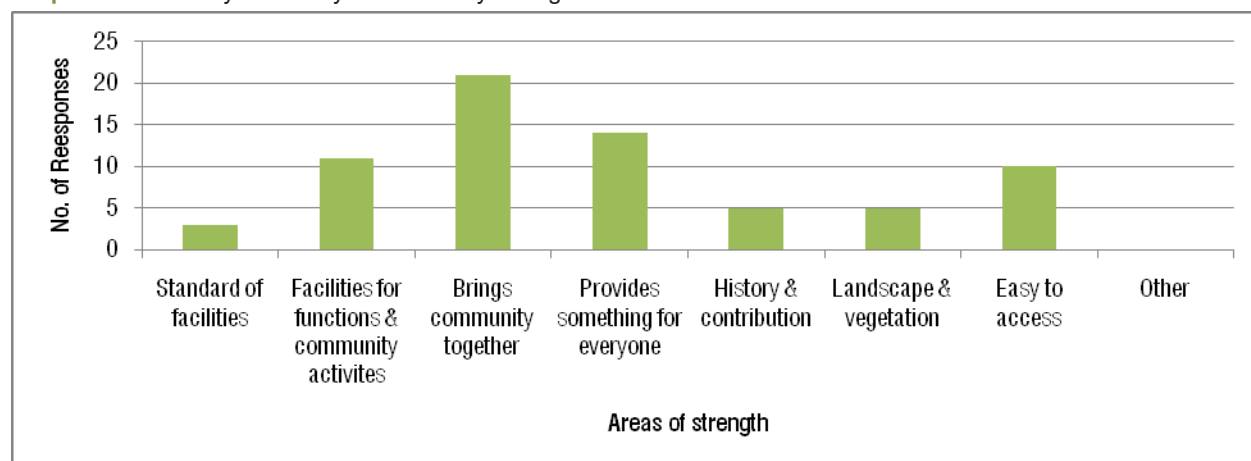 25
20
15
10
5
0
No. of Reesponses
Standard of
facilities
Facilities for
functions &
community
activites
Brings
community
together
Provides
something for
everyone
History &
contribution
Landscape &
vegetation
Easy to
access
Other
Areas of strength